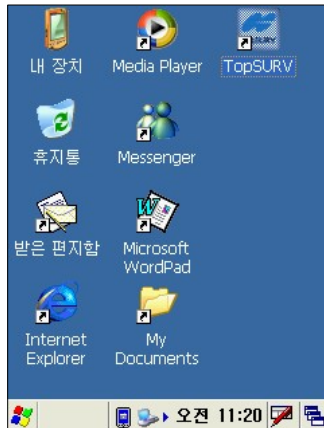 내 장치
Media Player
TopSURV
휴지통
Messenger
받은 편지함
Microsoft
WordPad
Internet
Explorer
My
Documents
오전 11:20